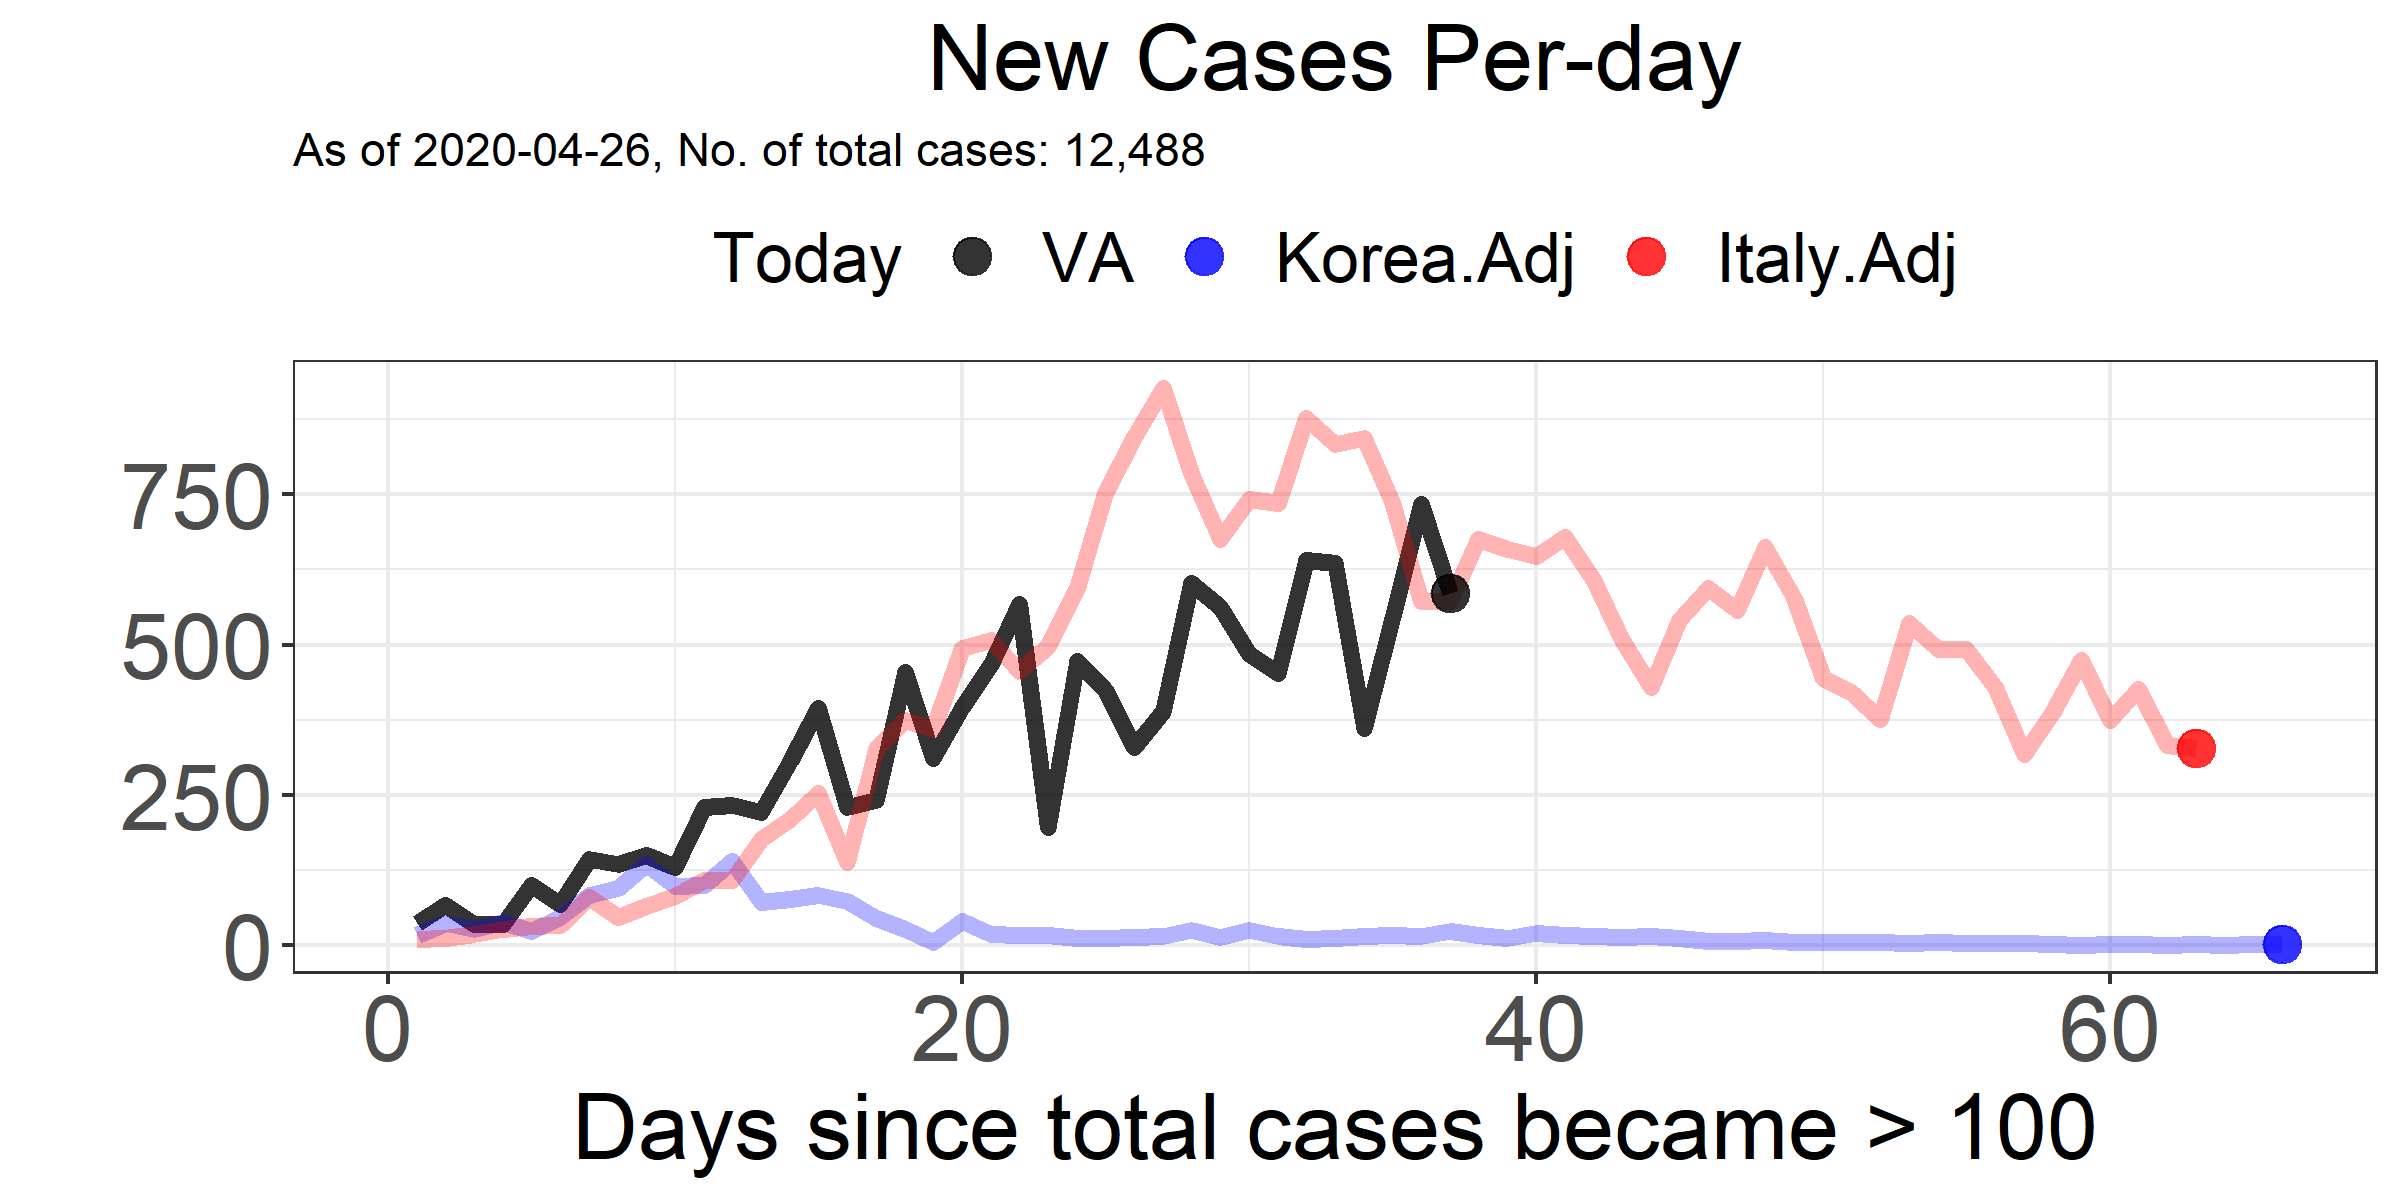 New Cases Per-day
As of 2020-04-26, No. of total cases: 12,488
Today VA Korea.Adj Italy.Adj
750
500
250
0
0 20 40 60
Days since total cases became > 100